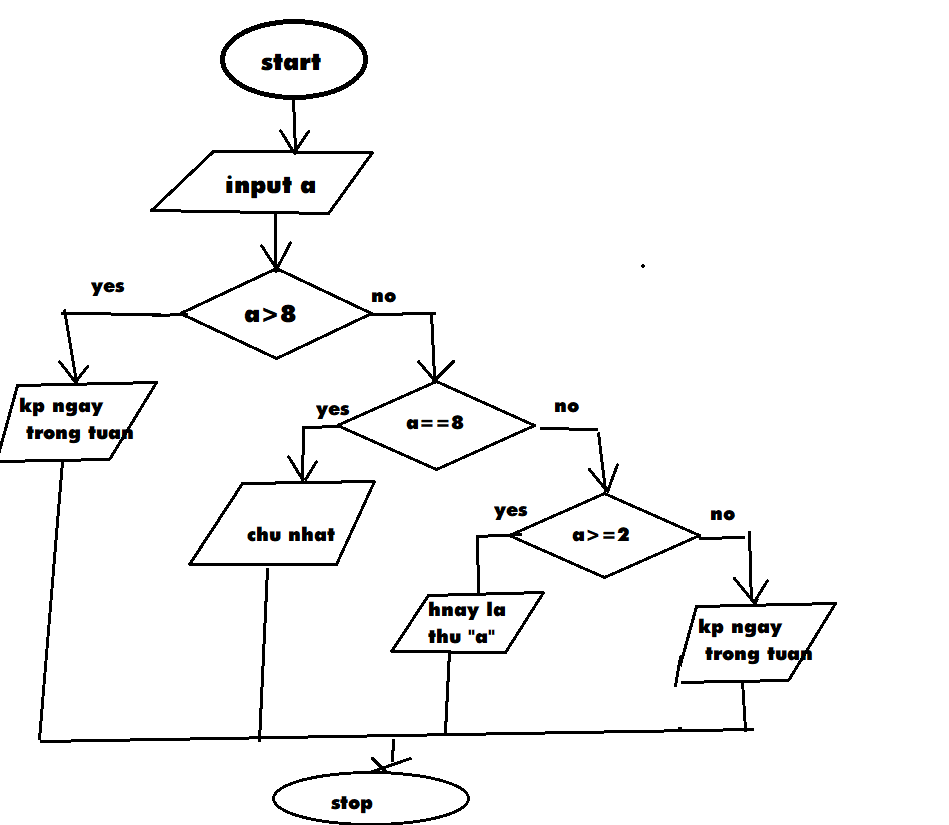 start
input a
a>8
yes
no
kp ngay
trong tuan
a==8
yes
no
chu nhat
a>=2
yes
no
hnay la
thu "a"
kp ngay
trong tuan
stop